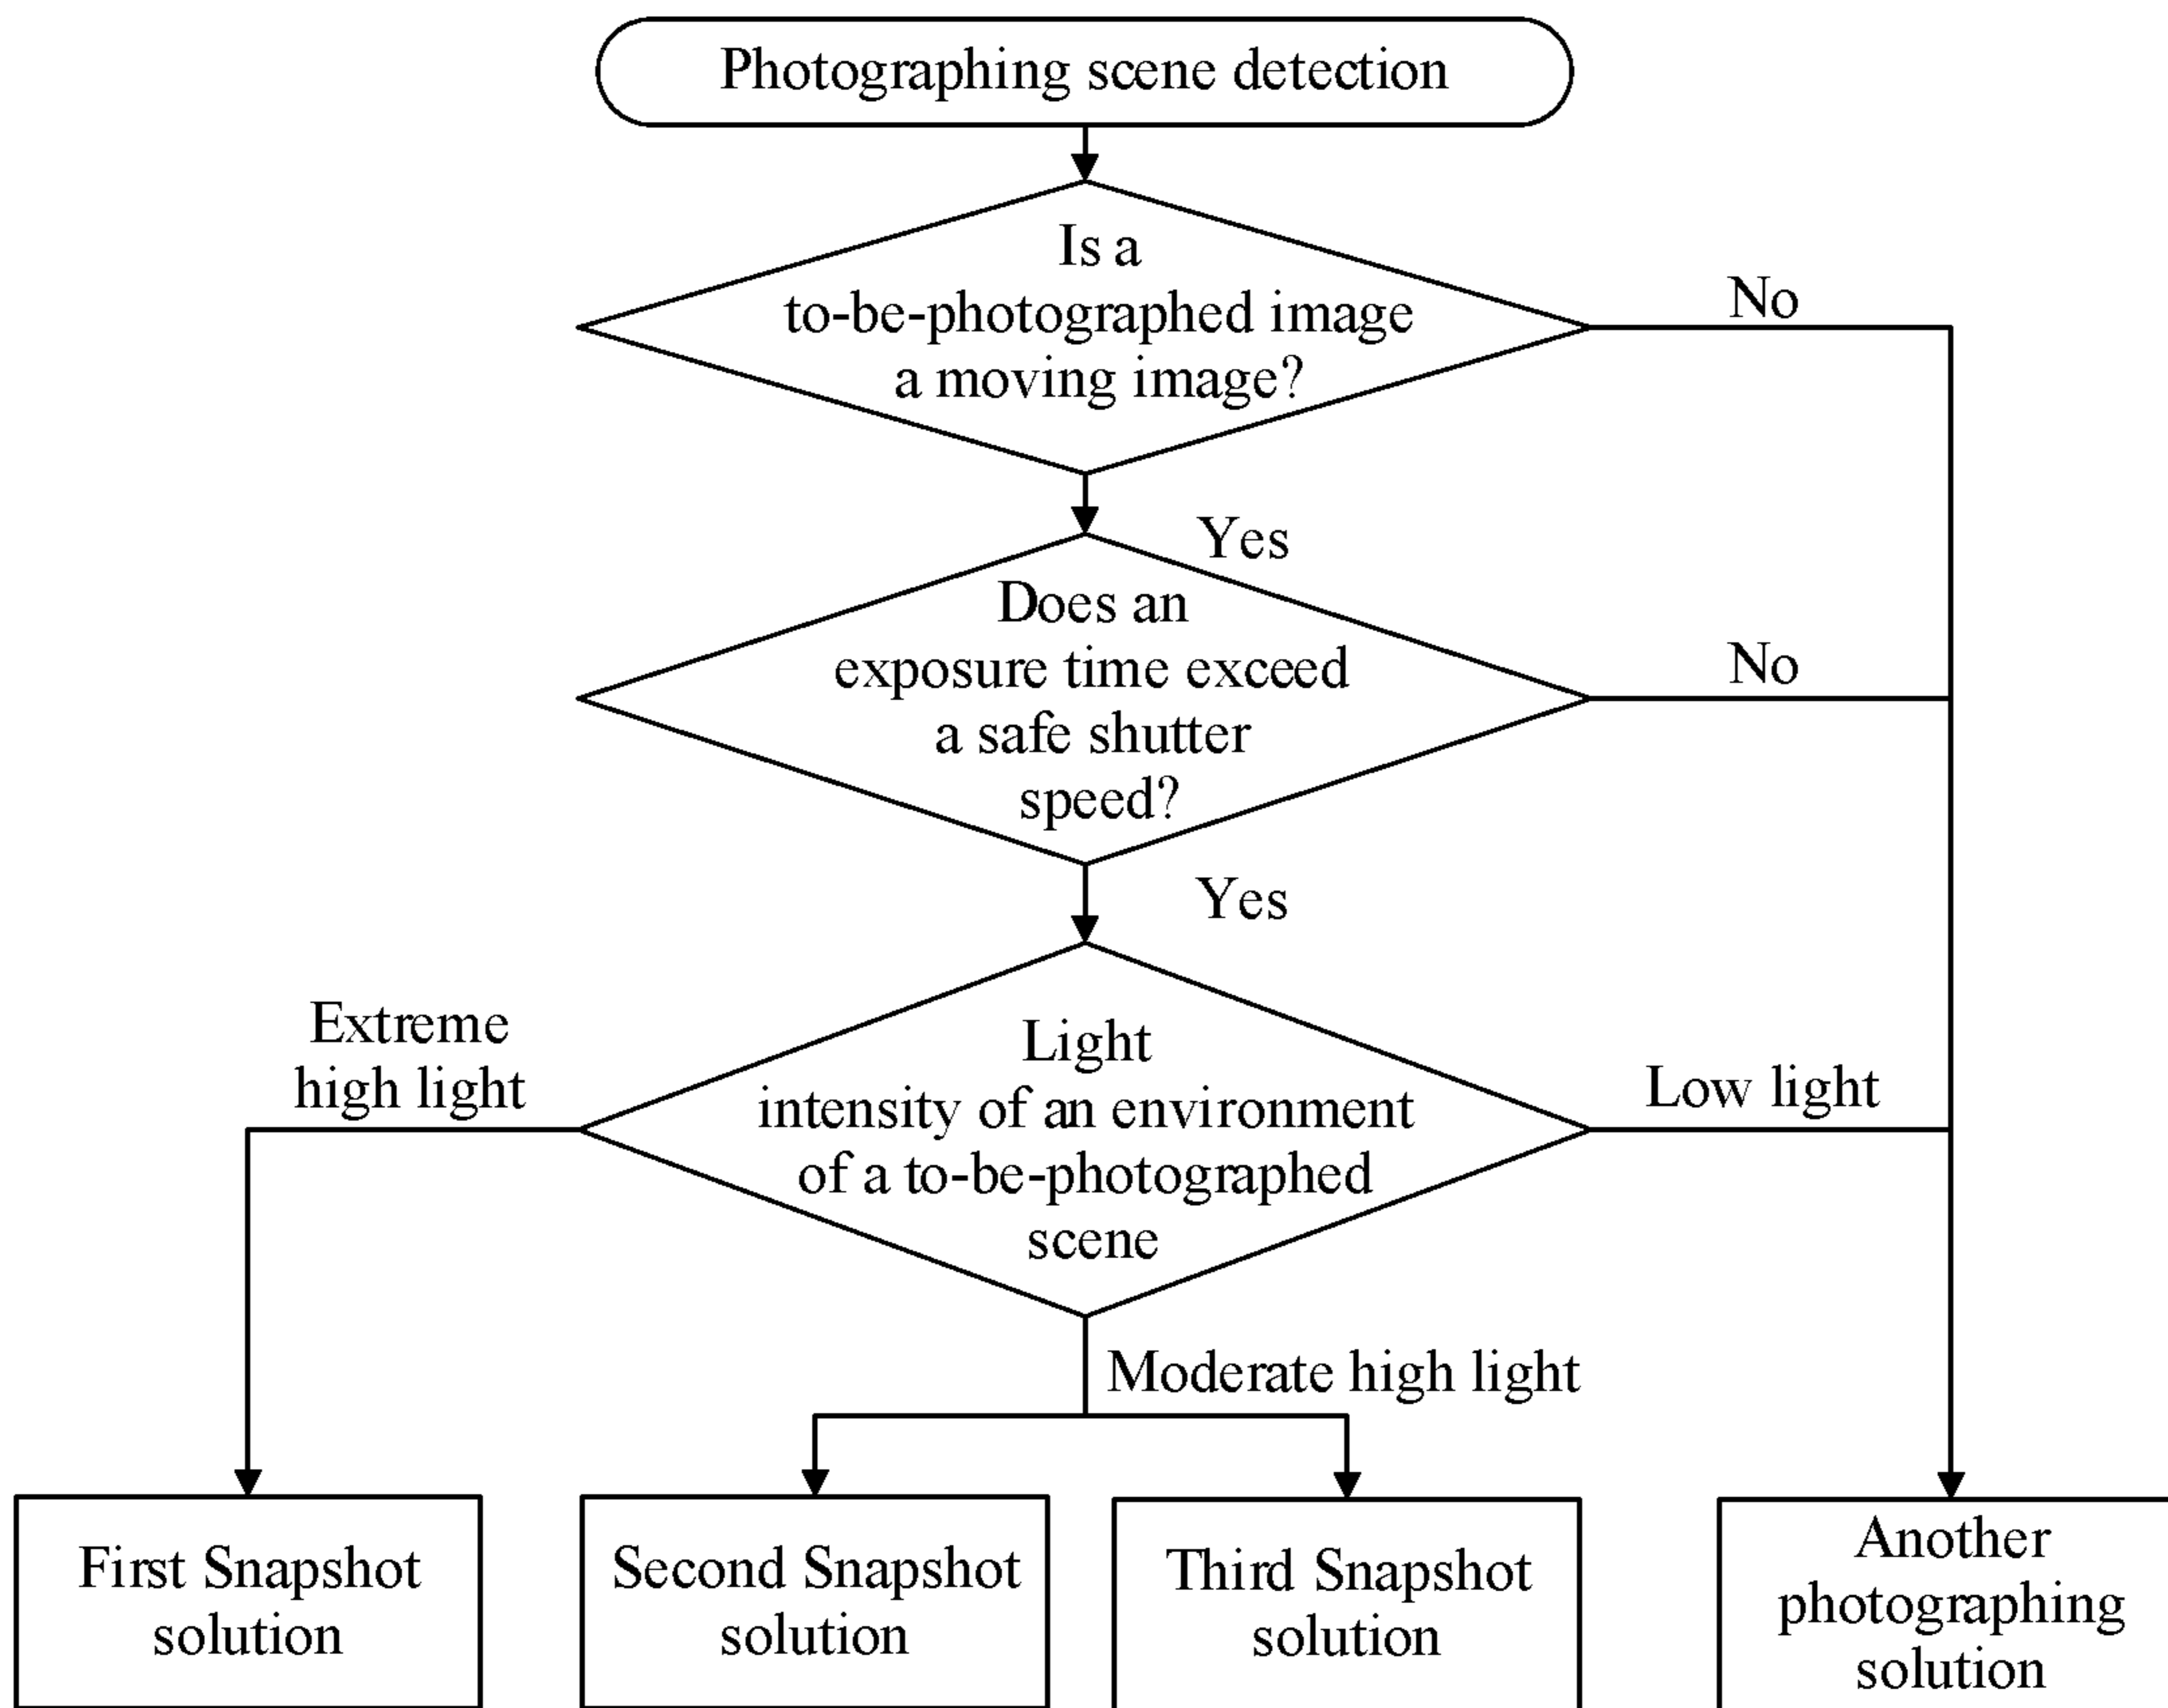 Photographing scene detection
Is a
to-be-photographed image
a moving image?
No
Yes
Does an
exposure time exceed
a safe shutter
speed?
No
Yes
Extreme
high light
Light
intensity of an environment
of a to-be-photographed
scene
Low light
Moderate high light
First Snapshot
solution
Second Snapshot
solution
Third Snapshot
solution
Another
photographing
solution